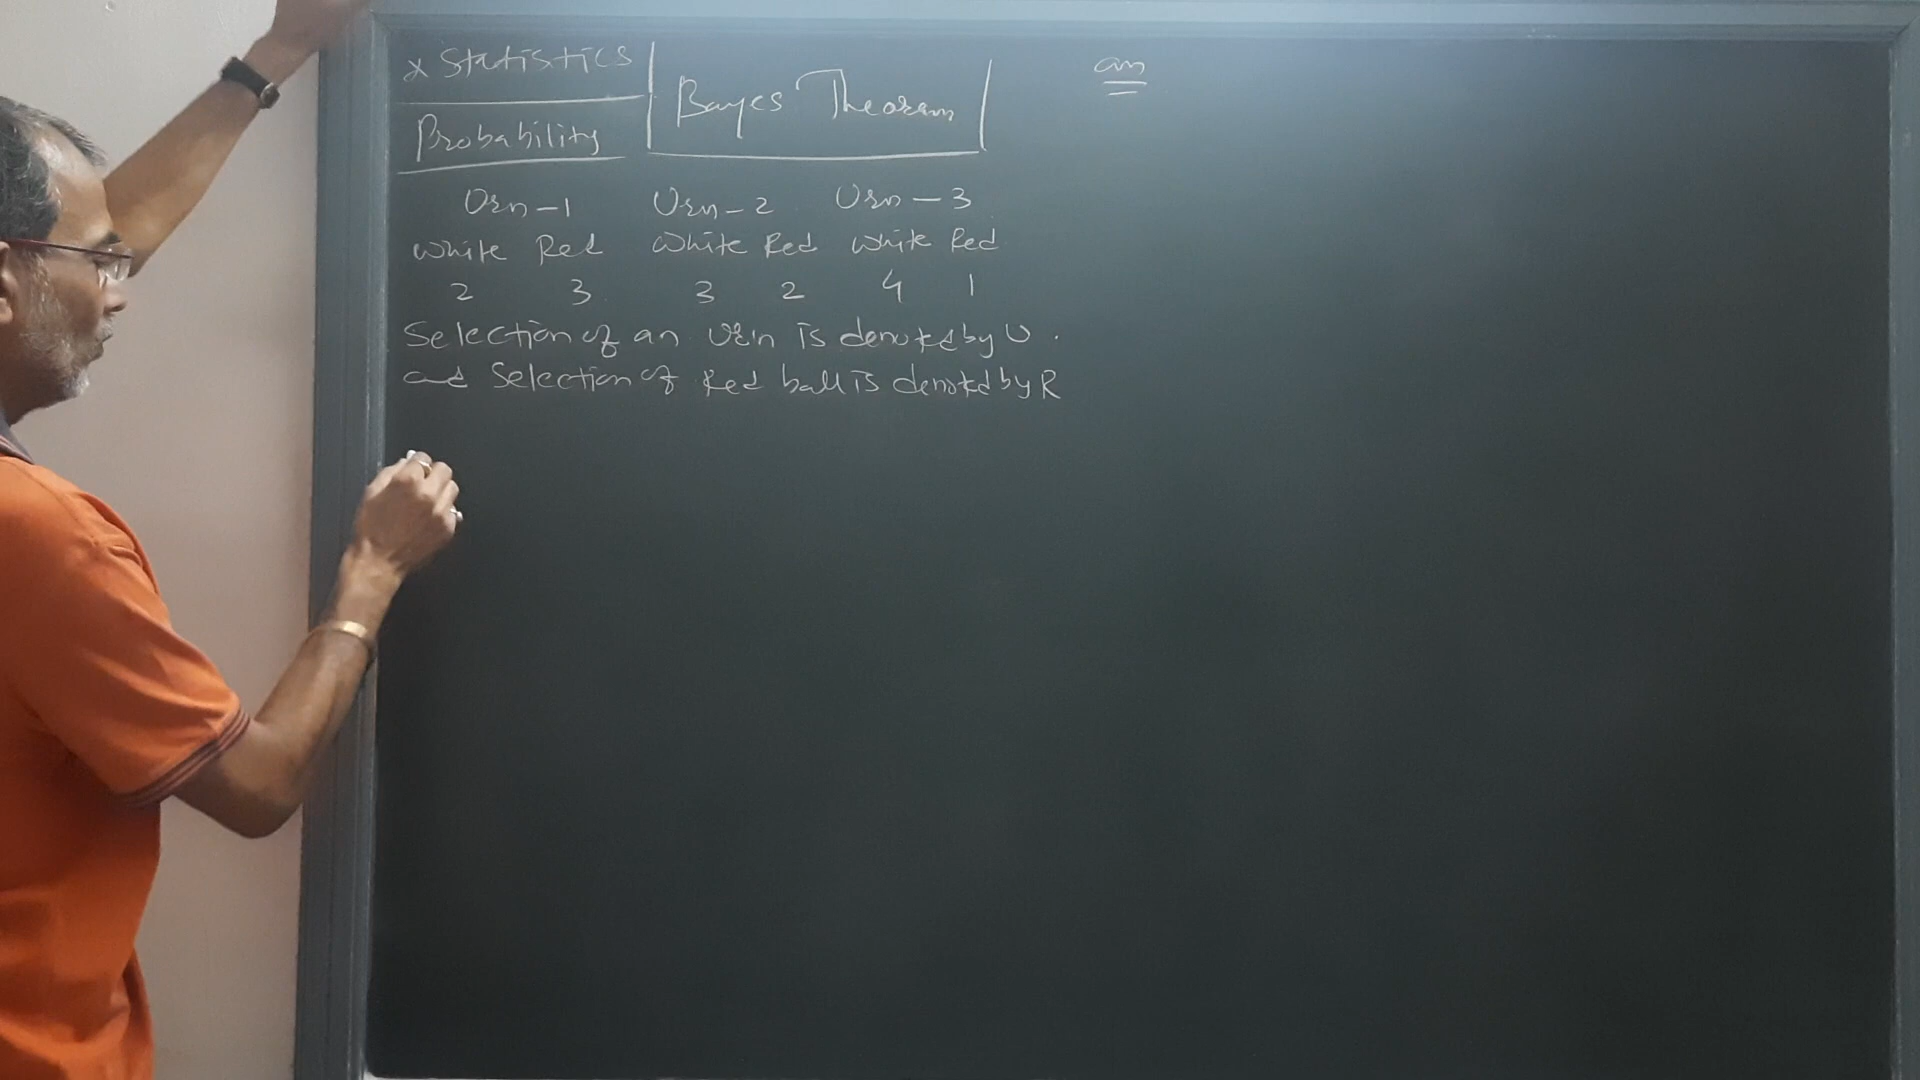 x Statistics
Probability
Bayes Theorem
an
Urn-1 Urn-2 Urn-3
White Red White Red White Red
2 3 3 2 4 1
Selection of an Urn is denoted by U.
and Selection of Red ball is denoted by R